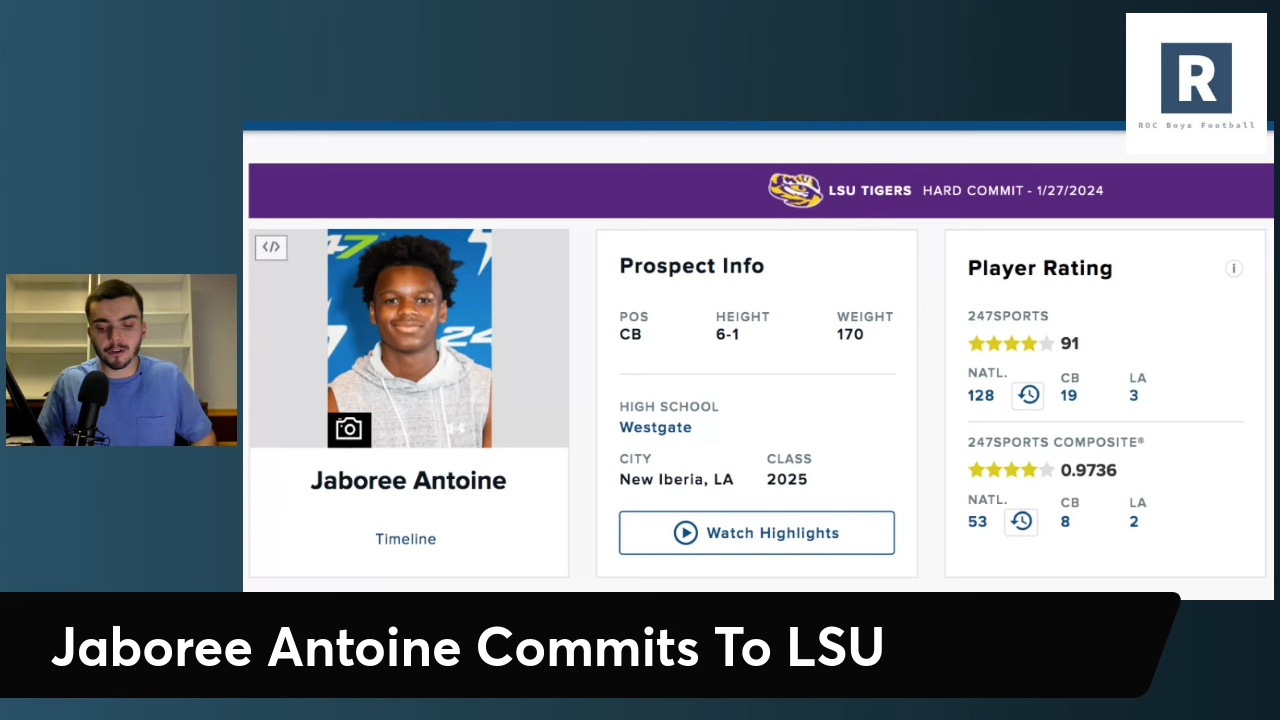 R
ROC Boys Football
LSU TIGERS HARD COMMIT - 1/27/2024
</>
47
24
Jaboree Antoine
Timeline
Prospect Info
POS HEIGHT WEIGHT
CB 6-1 170
HIGH SCHOOL
Westgate
CITY CLASS
New Iberia, LA 2025
Watch Highlights
Player Rating
i
247SPORTS
91
NATL. CB LA
128 19 3
247SPORTS COMPOSITE®
0.9736
NATL. CB LA
53 8 2
Jaboree Antoine Commits To LSU